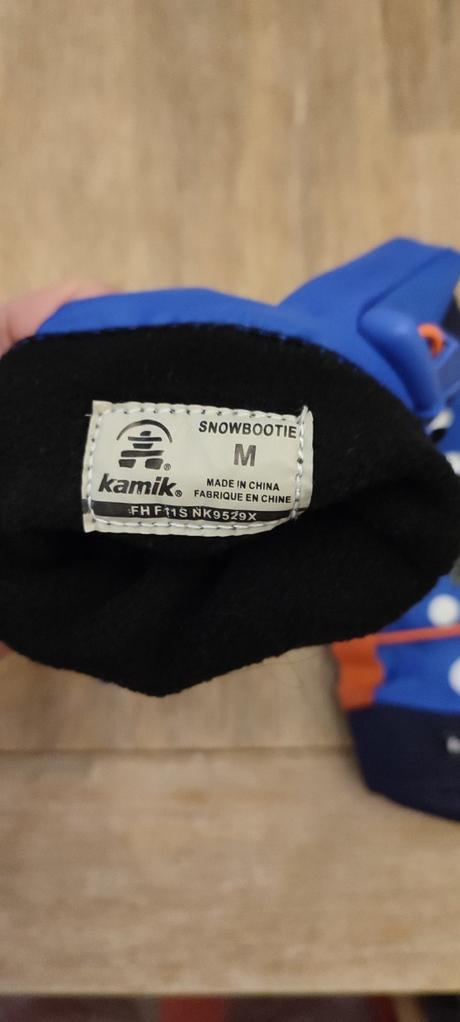 SNOWBOOTIE
M
kamik®
MADE IN CHINA
FABRIQUE EN CHINE
FH F11S NK9529X